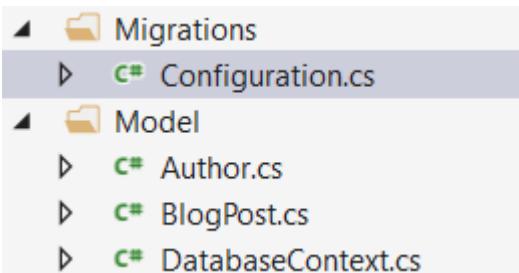 Migrations
C# Configuration.cs
Model
C# Author.cs
C# BlogPost.cs
C# DatabaseContext.cs